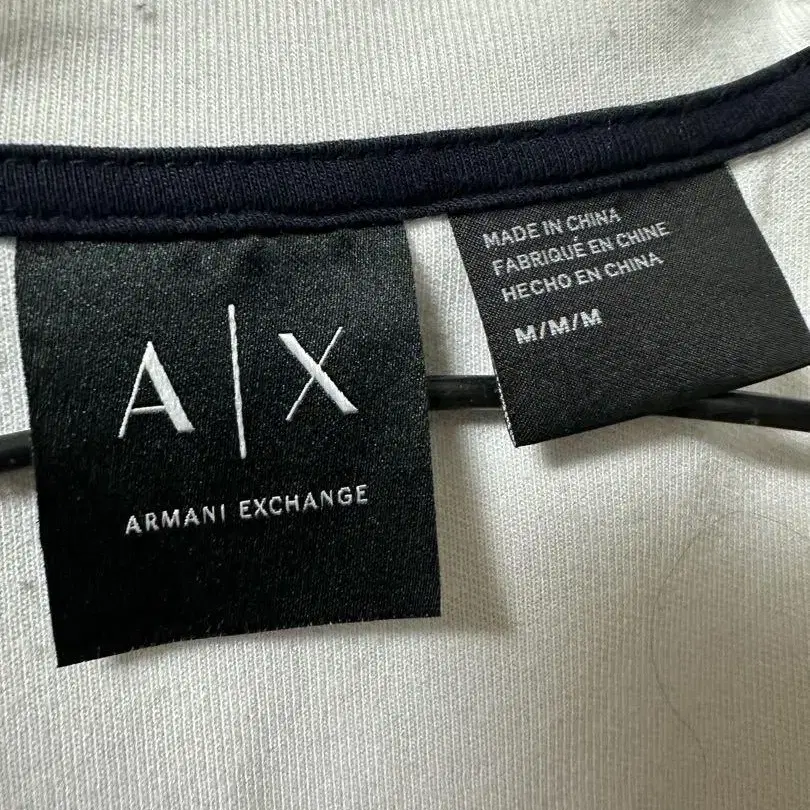 A|X
ARMANI EXCHANGE
MADE IN CHINA
FABRIQUÉ EN CHINE
HECHO EN CHINA
M/M/M